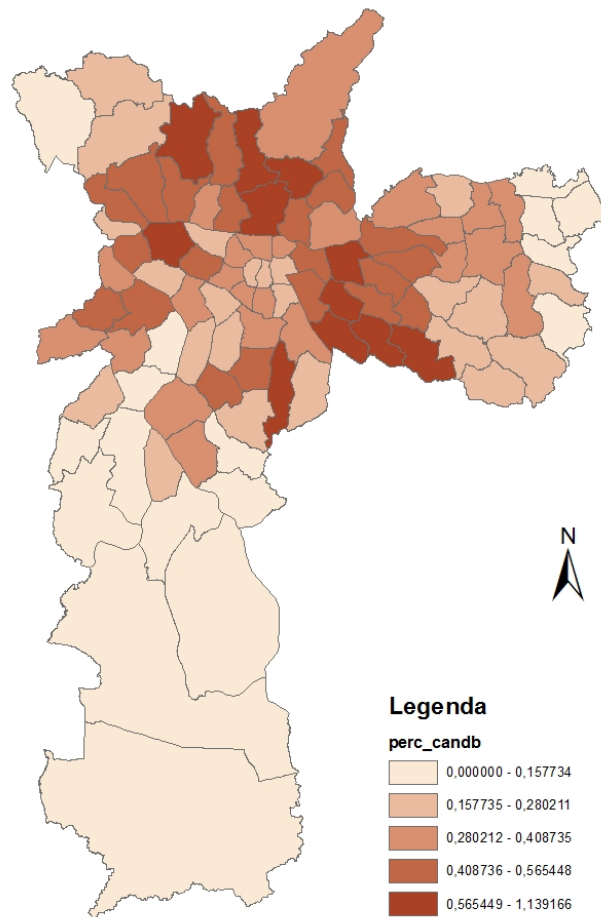 N
Legenda
perc_candb
0,000000 - 0,157734
0,157735 - 0,280211
0,280212 - 0,408735
0,408736 - 0,565448
0,565449 - 1,139166